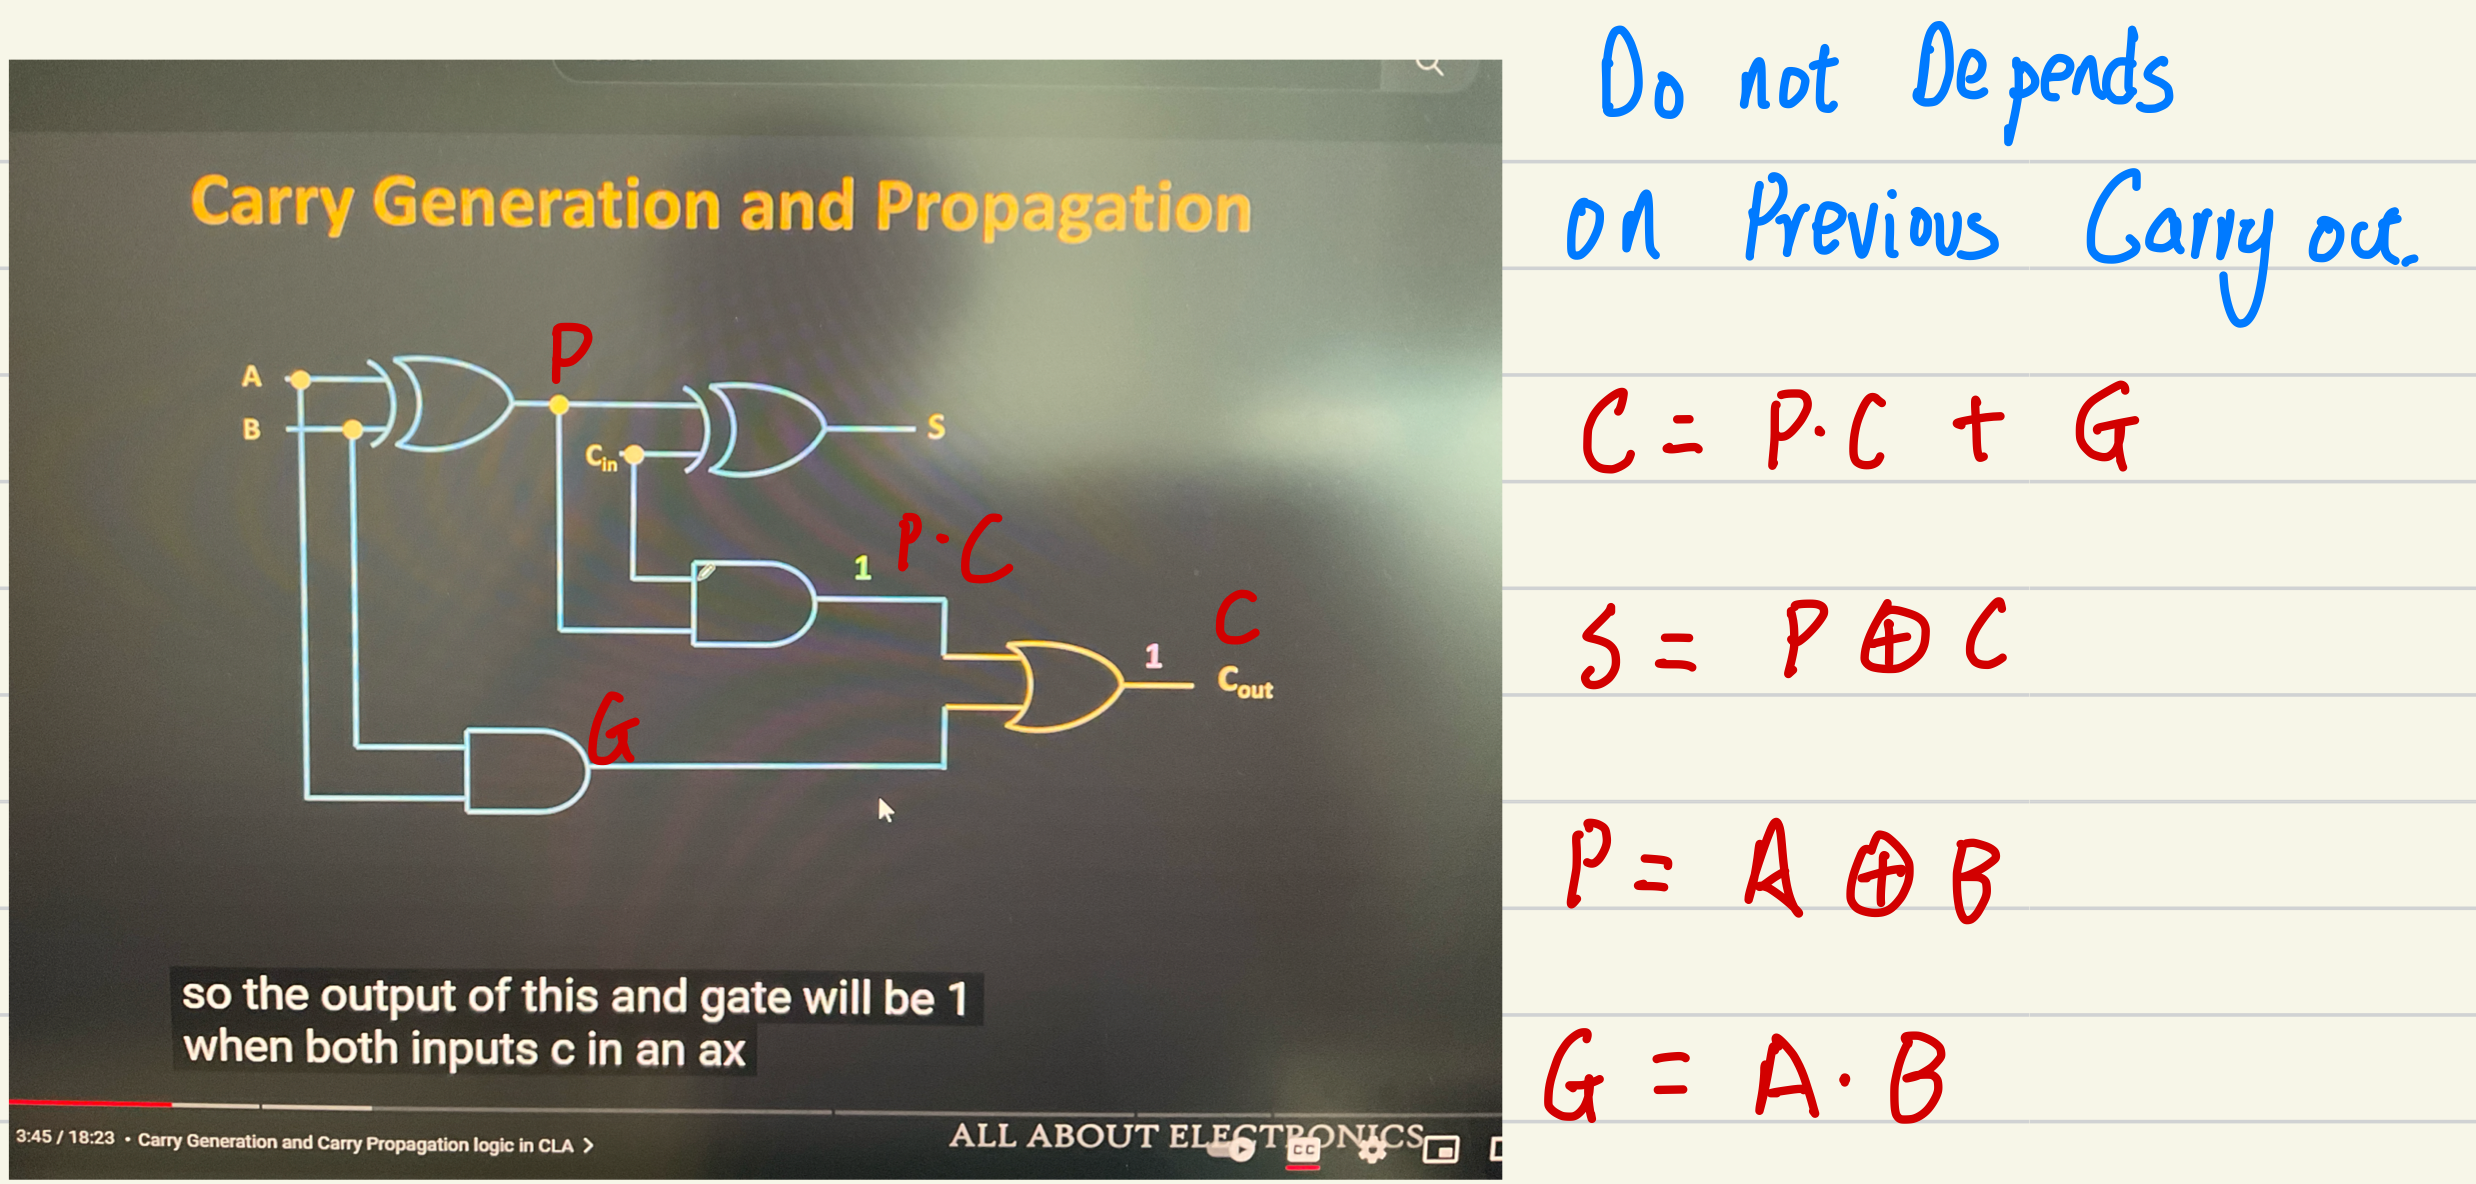 Carry Generation and Propagation
A
B
P
Cin
S
1
P·C
C
1
Cout
G
so the output of this and gate will be 1
when both inputs c in an ax
3:45 / 18:23 • Carry Generation and Carry Propagation logic in CLA >
ALL ABOUT ELECTRONICS
CC
Do not Depends
on Previous Carry out.
C = P·C + G
S = P ⊕ C
P = A ⊕ B
G = A·B